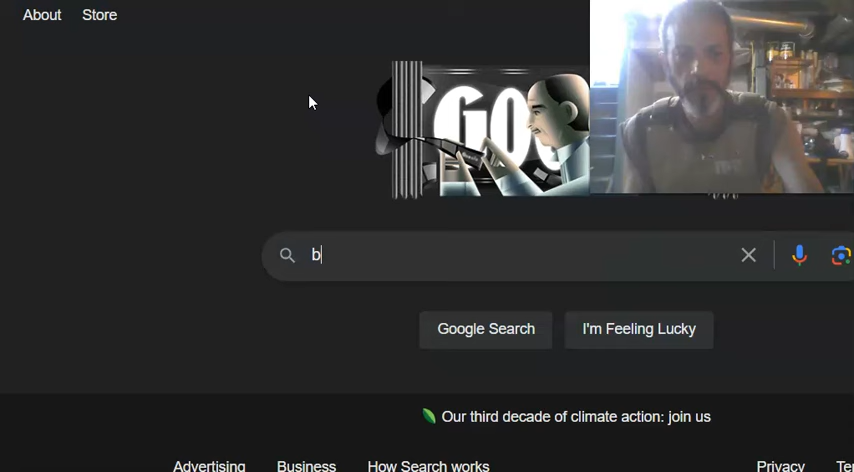 About Store
GOO
b
Google Search I'm Feeling Lucky
Our third decade of climate action: join us
Advertising Business How Search works Privacy